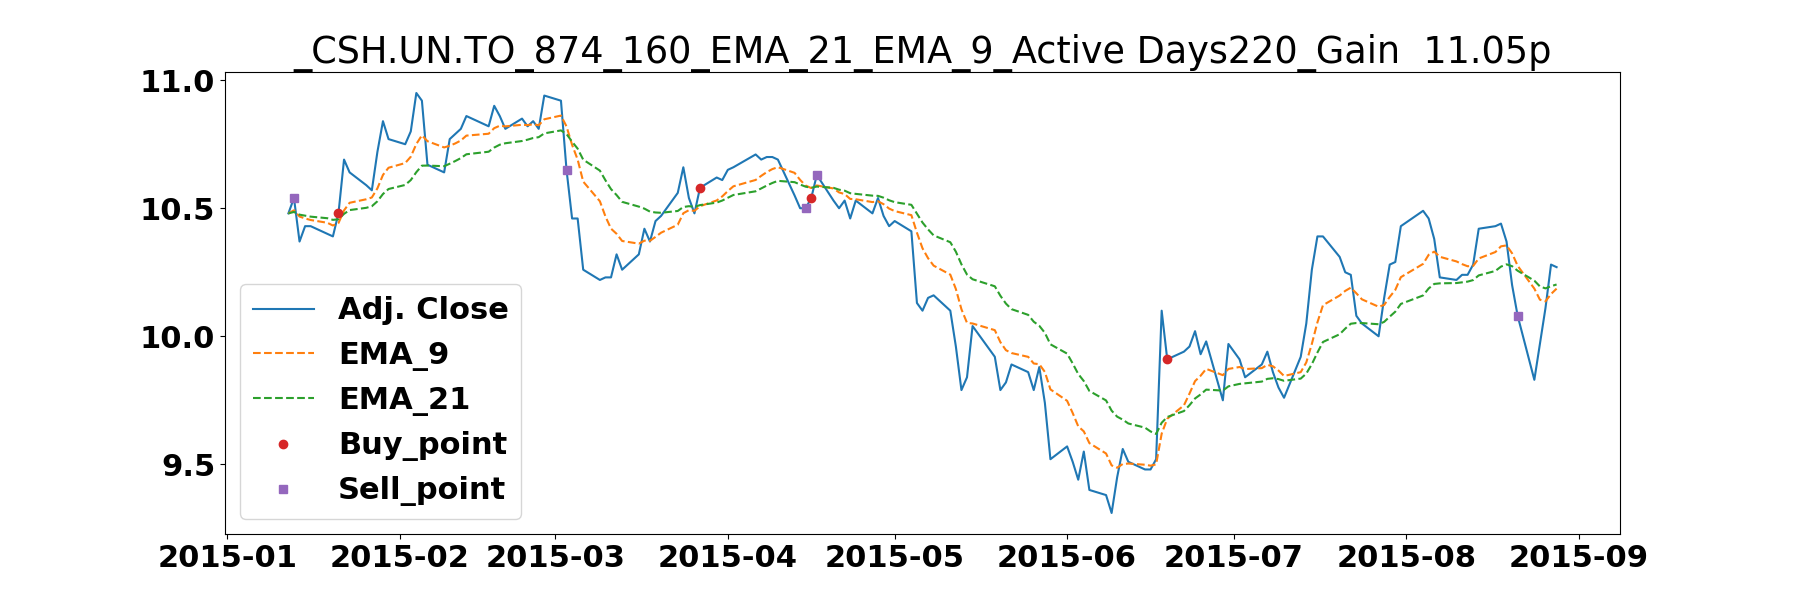 _CSH.UN.TO_874_160_EMA_21_EMA_9_Active Days220_Gain  11.05p
11.0
10.5
10.0
9.5
Adj. Close
EMA_9
EMA_21
Buy_point
Sell_point
2015-01 2015-02 2015-03 2015-04 2015-05 2015-06 2015-07 2015-08 2015-09